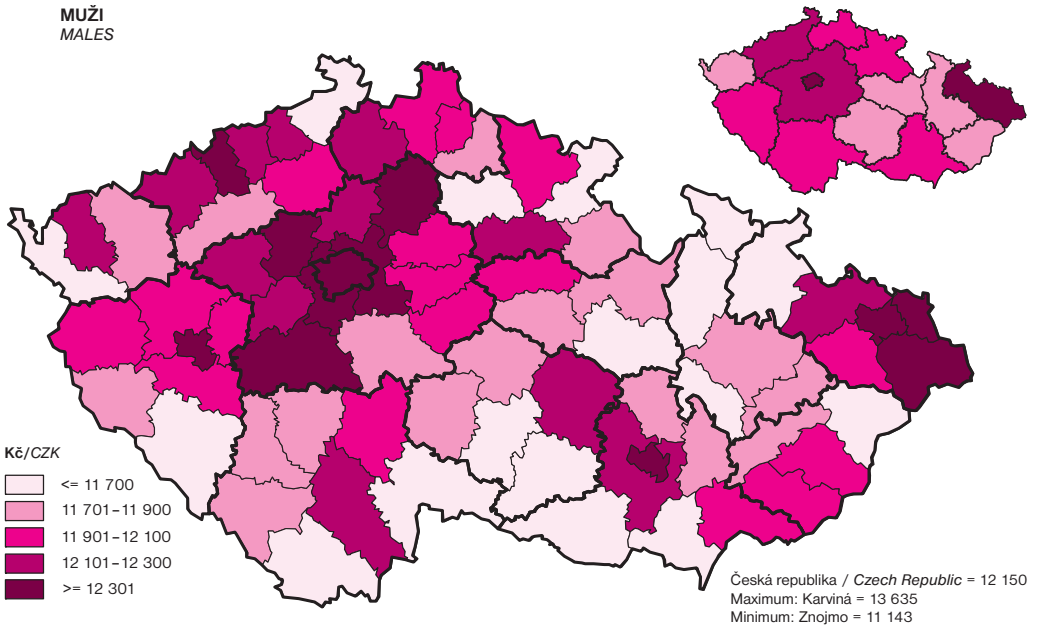 MUŽI
MALES
Kč/CZK
<= 11 700
11 701–11 900
11 901–12 100
12 101–12 300
>= 12 301
Česká republika / Czech Republic = 12 150
Maximum: Karviná = 13 635
Minimum: Znojmo = 11 143